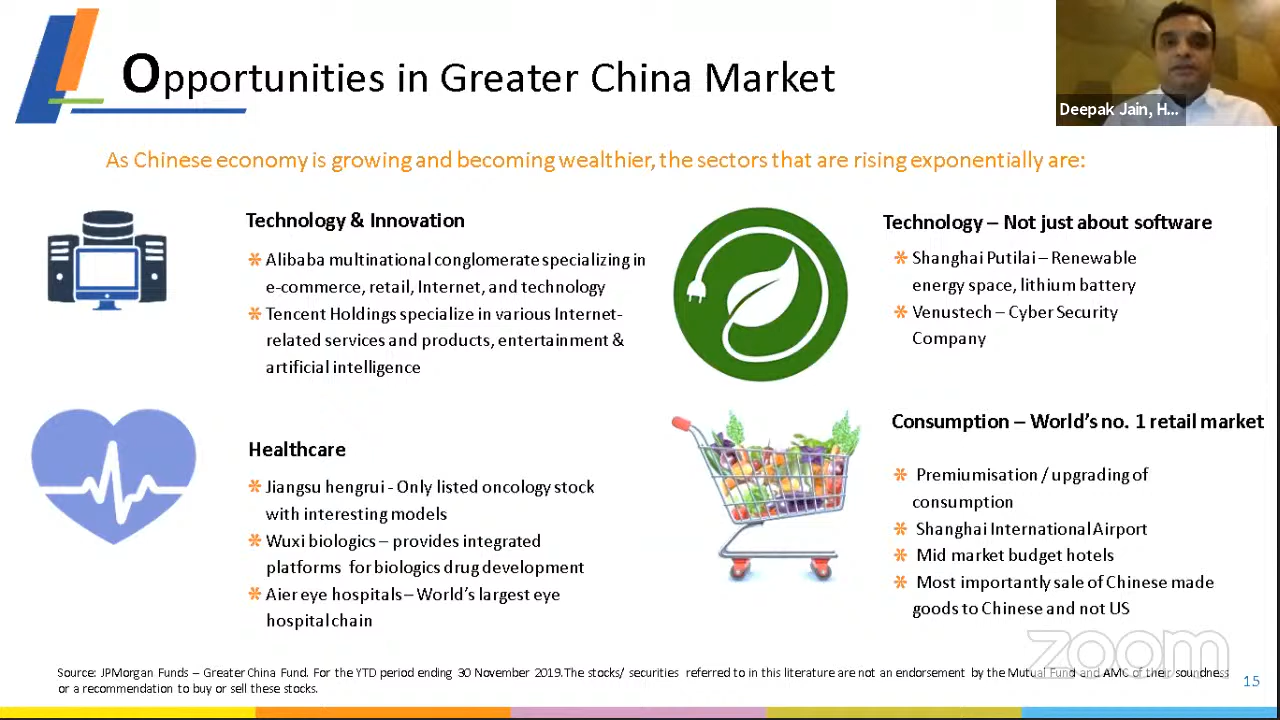 Opportunities in Greater China Market
Deepak Jain, H...
As Chinese economy is growing and becoming wealthier, the sectors that are rising exponentially are:
Technology & Innovation
* Alibaba multinational conglomerate specializing in
e-commerce, retail, Internet, and technology
* Tencent Holdings specialize in various Internet-
related services and products, entertainment &
artificial intelligence
Technology – Not just about software
* Shanghai Putilai – Renewable
energy space, lithium battery
* Venustech – Cyber Security
Company
Healthcare
* Jiangsu hengrui - Only listed oncology stock
with interesting models
* Wuxi biologics – provides integrated
platforms for biologics drug development
* Aier eye hospitals – World's largest eye
hospital chain
Consumption – World's no. 1 retail market
* Premiumisation / upgrading of
consumption
* Shanghai International Airport
* Mid market budget hotels
* Most importantly sale of Chinese made
goods to Chinese and not US
zoom
Source: JPMorgan Funds – Greater China Fund. For the YTD period ending 30 November 2019.The stocks/ securities referred to in this literature are not an endorsement by the Mutual Fund and AMC of their soundness
or a recommendation to buy or sell these stocks.
15